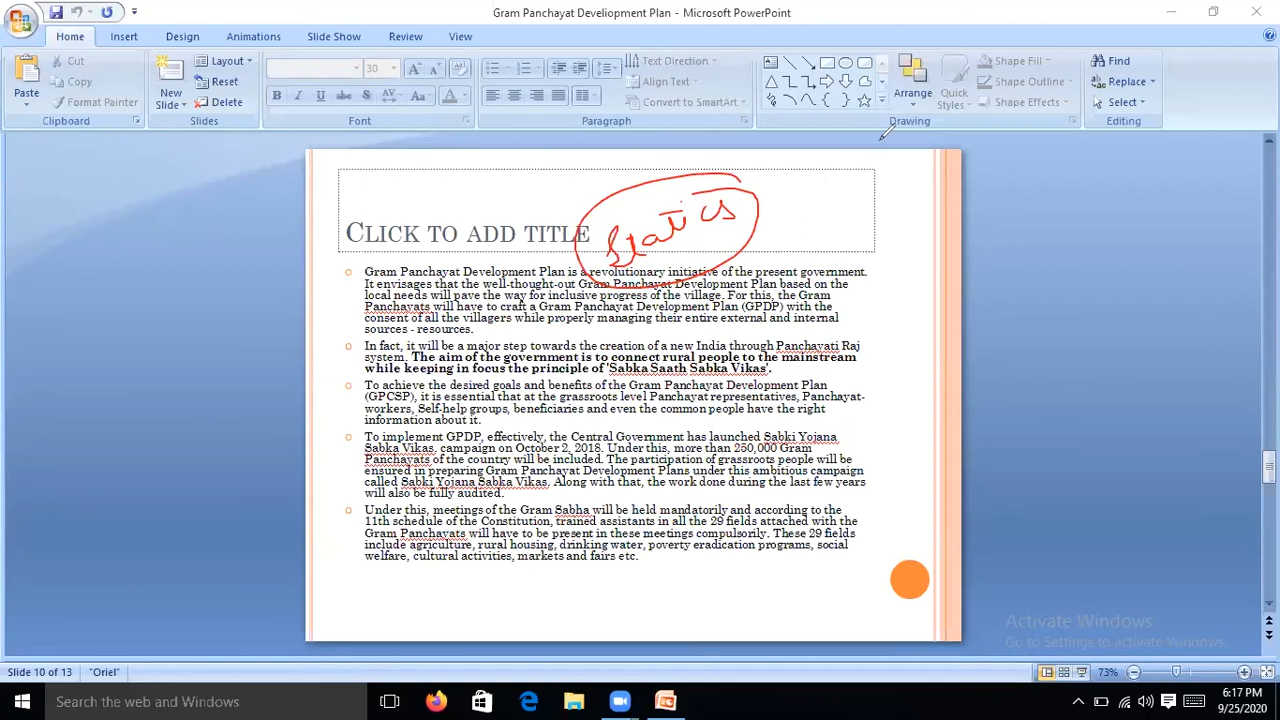 Gram Panchayat Develiopment Plan - Microsoft PowerPoint
Home Insert Design Animations Slide Show Review View
Cut
Copy
Format Painter
Paste
Clipboard
New
Slide
Layout
Reset
Delete
Slides
30
B I U abc S AV Aa A
Font
Text Direction
Align Text
Convert to SmartArt
Paragraph
Arrange
Quick
Styles
Shape Fill
Shape Outline
Shape Effects
Drawing
Find
Replace
Select
Editing
CLICK TO ADD TITLE
Statics
Gram Panchayat Development Plan is a revolutionary initiative of the present government.
It envisages that the well-thought-out Gram Panchayat Development Plan based on the
local needs will pave the way for inclusive progress of the village. For this, the Gram
Panchayats will have to craft a Gram Panchayat Development Plan (GPDP) with the
consent of all the villagers while properly managing their entire external and internal
sources - resources.
In fact, it will be a major step towards the creation of a new India through Panchayati Raj
system. The aim of the government is to connect rural people to the mainstream
while keeping in focus the principle of 'Sabka Saath Sabka Vikas'.
To achieve the desired goals and benefits of the Gram Panchayat Development Plan
(GPCSP), it is essential that at the grassroots level Panchayat representatives, Panchayat-
workers, Self-help groups, beneficiaries and even the common people have the right
information about it.
To implement GPDP, effectively, the Central Government has launched Sabki Yojana
Sabka Vikas. campaign on October 2, 2018. Under this, more than 250,000 Gram
Panchayats of the country will be included. The participation of grassroots people will be
ensured in preparing Gram Panchayat Development Plans under this ambitious campaign
called Sabki Yojana Sabka Vikas. Along with that, the work done during the last few years
will also be fully audited.
Under this, meetings of the Gram Sabha will be held mandatorily and according to the
11th schedule of the Constitution, trained assistants in all the 29 fields attached with the
Gram Panchayats will have to be present in these meetings compulsorily. These 29 fields
include agriculture, rural housing, drinking water, poverty eradication programs, social
welfare, cultural activities, markets and fairs etc.
Activate Windows
Go to Settings to activate Windows.
Slide 10 of 13 "Oriel" 73%
Search the web and Windows
6:17 PM
9/25/2020